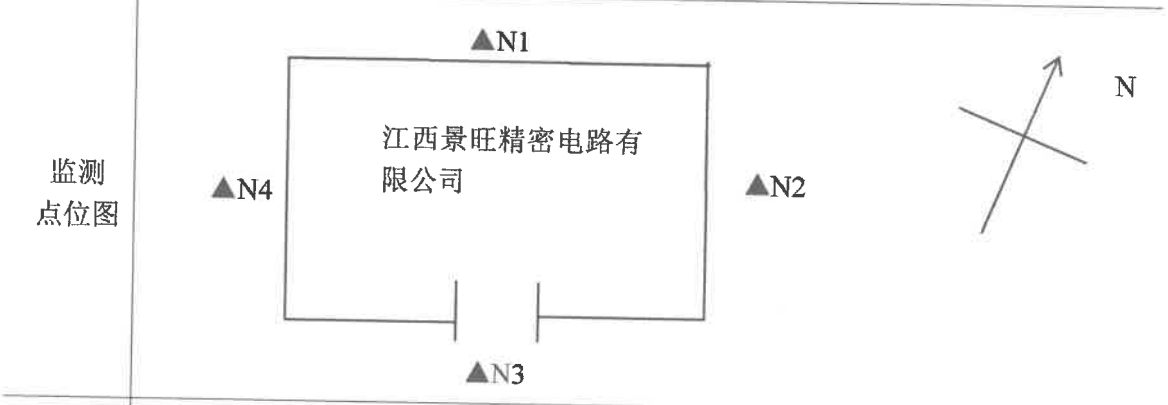 ▲N1
N
江西景旺精密电路有
限公司
监测
点位图
▲N4
▲N2
▲N3